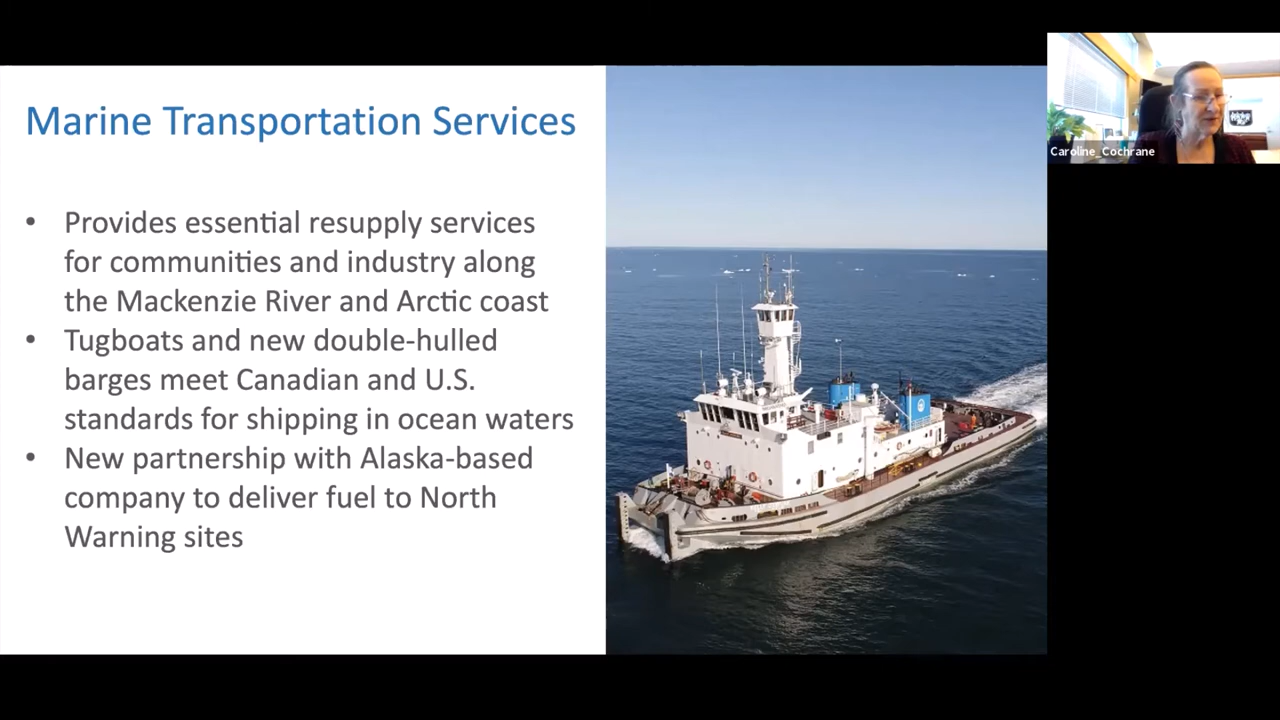 Marine Transportation Services
• Provides essential resupply services
for communities and industry along
the Mackenzie River and Arctic coast
• Tugboats and new double-hulled
barges meet Canadian and U.S.
standards for shipping in ocean waters
• New partnership with Alaska-based
company to deliver fuel to North
Warning sites
Caroline_Cochrane